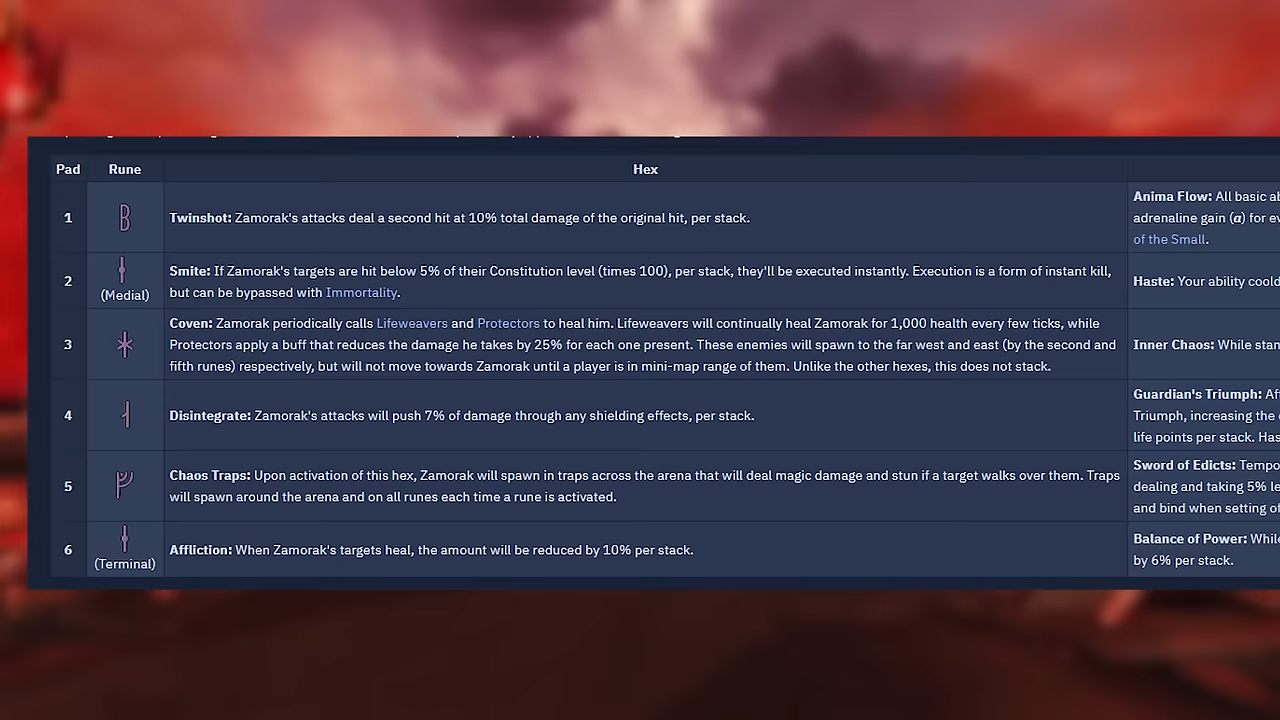 Pad Rune Hex
1
Twinshot: Zamorak's attacks deal a second hit at 10% total damage of the original hit, per stack.
Anima Flow: All basic ab
adrenaline gain (a) for ev
of the Small.
2
(Medial)
Smite: If Zamorak's targets are hit below 5% of their Constitution level (times 100), per stack, they'll be executed instantly. Execution is a form of instant kill,
but can be bypassed with Immortality.
Haste: Your ability coold
3
Coven: Zamorak periodically calls Lifeweavers and Protectors to heal him. Lifeweavers will continually heal Zamorak for 1,000 health every few ticks, while
Protectors apply a buff that reduces the damage he takes by 25% for each one present. These enemies will spawn to the far west and east (by the second and
fifth runes) respectively, but will not move towards Zamorak until a player is in mini-map range of them. Unlike the other hexes, this does not stack.
Inner Chaos: While stan
4
Disintegrate: Zamorak's attacks will push 7% of damage through any shielding effects, per stack.
Guardian's Triumph: Af
Triumph, increasing the
life points per stack. Has
5
Chaos Traps: Upon activation of this hex, Zamorak will spawn in traps across the arena that will deal magic damage and stun if a target walks over them. Traps
will spawn around the arena and on all runes each time a rune is activated.
Sword of Edicts: Tempo
dealing and taking 5% le
and bind when setting of
6
(Terminal)
Affliction: When Zamorak's targets heal, the amount will be reduced by 10% per stack.
Balance of Power: While
by 6% per stack.